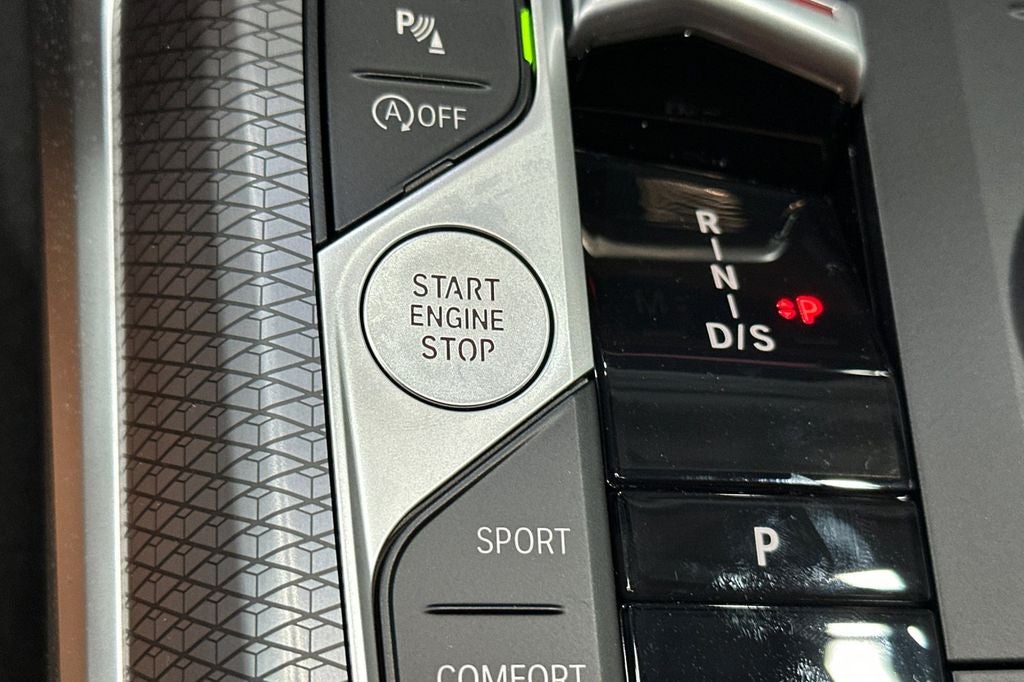 P
A OFF
START
ENGINE
STOP
SPORT
COMFORT
R
N
D/S
P
P